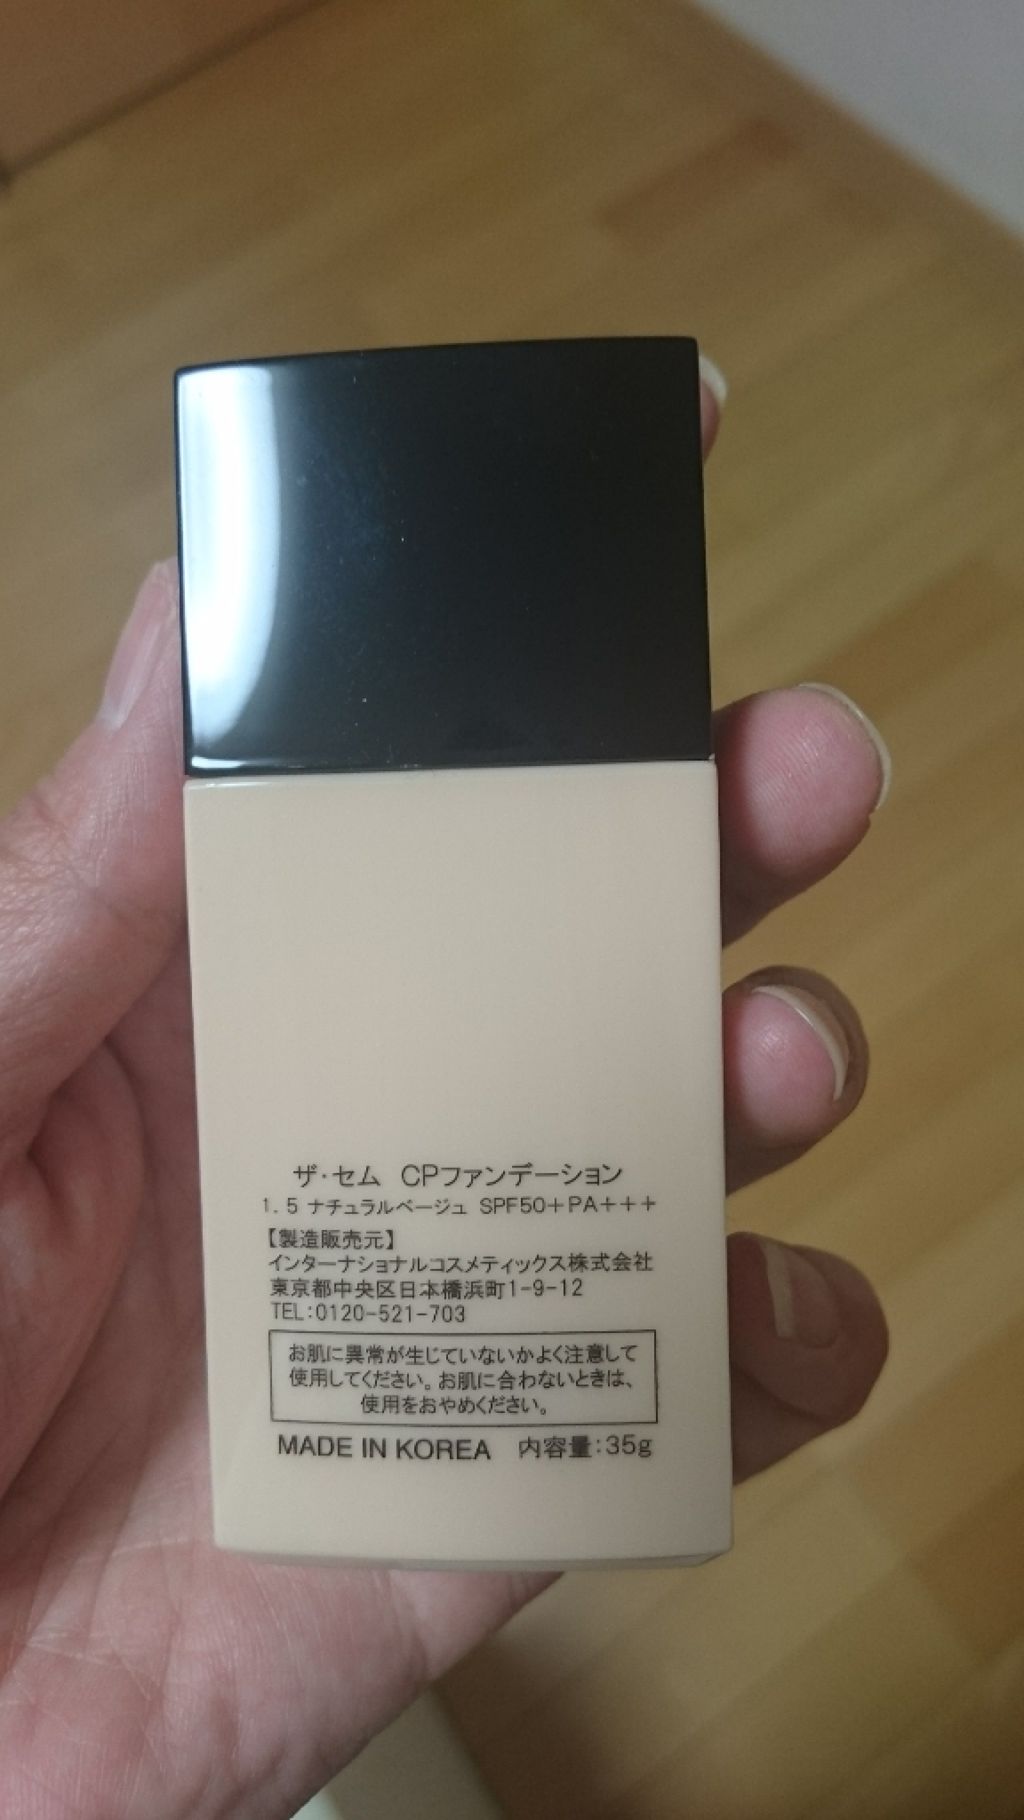 ザ・セム CPファンデーション
1.5 ナチュラルベージュ SPF50+PA+++
【製造販売元】
インターナショナルコスメティックス株式会社
東京都中央区日本橋浜町1-9-12
TEL:0120-521-703
お肌に異常が生じていないかよく注意して
使用してください。お肌に合わないときは、
使用をおやめください。
MADE IN KOREA 内容量:35g